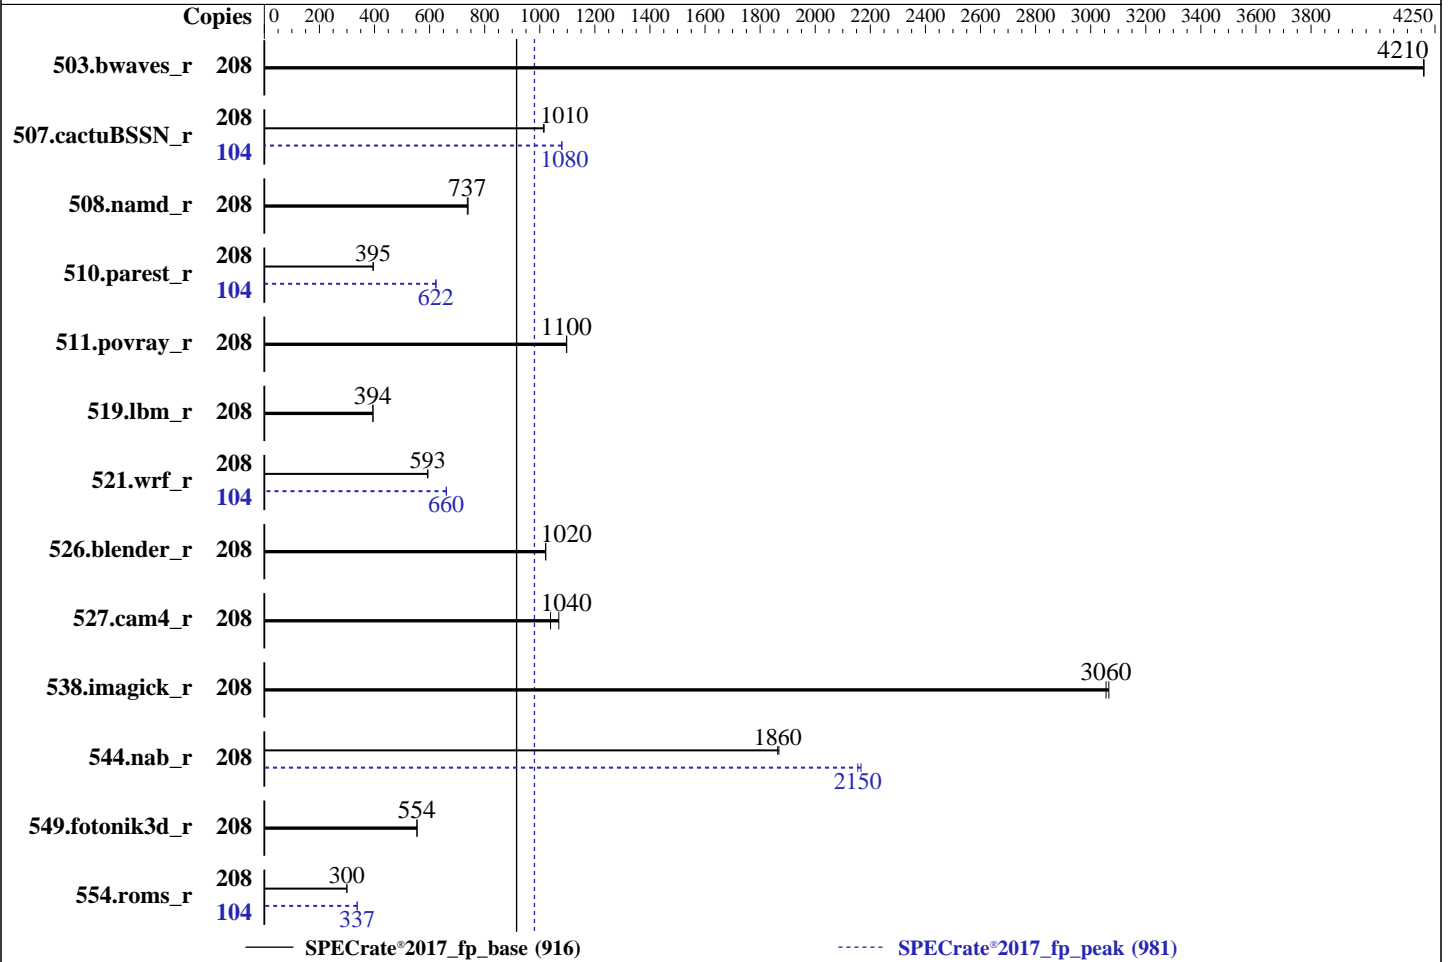 Copies 0 200 400 600 800 1000 1200 1400 1600 1800 2000 2200 2400 2600 2800 3000 3200 3400 3600 3800 4250
503.bwaves_r 208 4210
507.cactuBSSN_r 208 1010
104 1080
508.namd_r 208 737
510.parest_r 208 395
104 622
511.povray_r 208 1100
519.lbm_r 208 394
521.wrf_r 208 593
104 660
526.blender_r 208 1020
527.cam4_r 208 1040
538.imagick_r 208 3060
544.nab_r 208 1860
2150
549.fotonik3d_r 208 554
554.roms_r 208 300
104 337
SPECrate®2017_fp_base (916) SPECrate®2017_fp_peak (981)